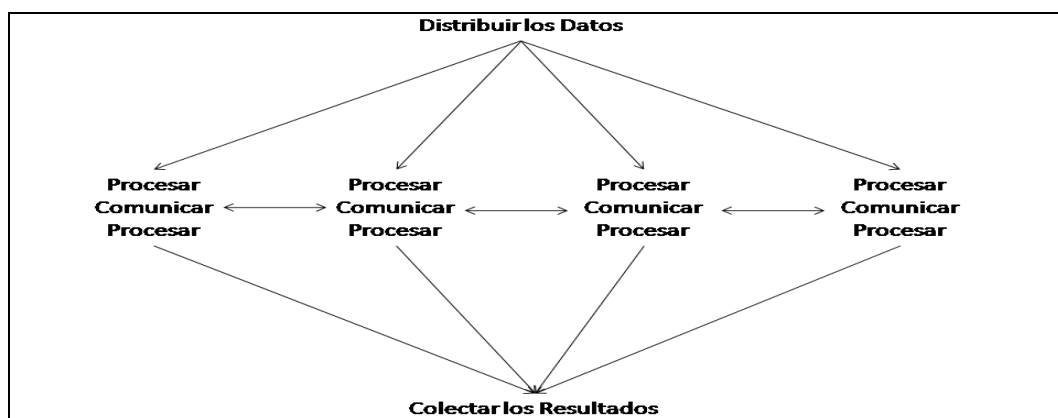 Distribuir los Datos
Procesar Procesar Procesar Procesar
Comunicar Comunicar Comunicar Comunicar
Procesar Procesar Procesar Procesar
Colectar los Resultados